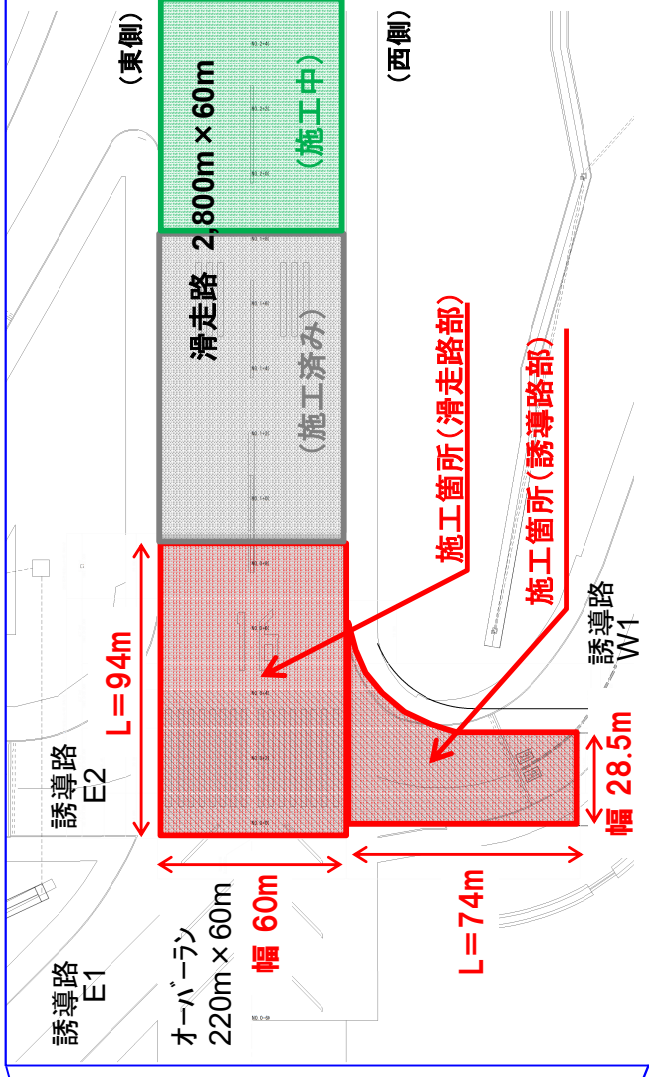 (東側)
滑走路 2,800m×60m
(施工中)
(西側)
(施工済み)
施工箇所(滑走路部)
施工箇所(誘導路部)
誘導路
W1
L=94m
誘導路
E2
誘導路
E1
オーバーラン
220m×60m
幅 60m
L=74m
幅 28.5m